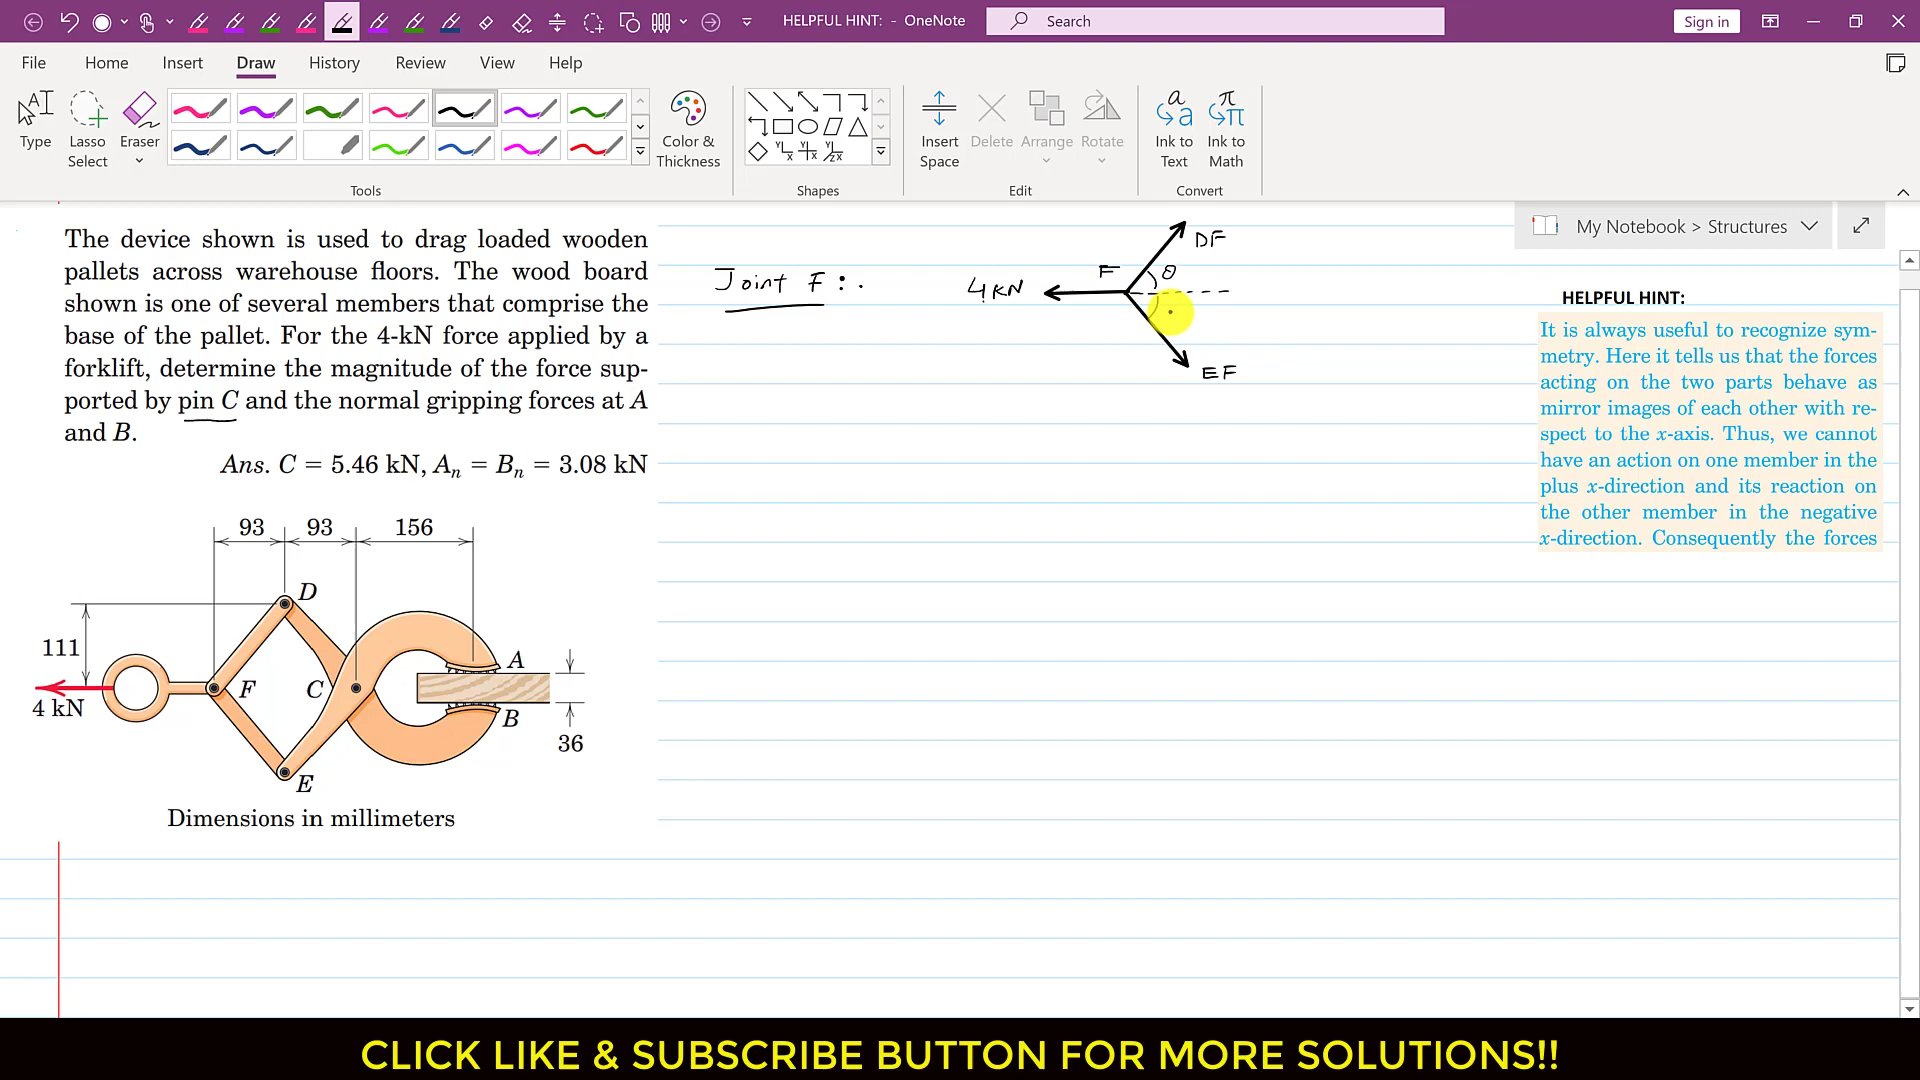 HELPFUL HINT: - OneNote
Search
Sign in
File Home Insert Draw History Review View Help
Type
Lasso Select
Eraser
Color & Thickness
Insert Space
Delete
Arrange
Rotate
Ink to Text
Ink to Math
Tools
Shapes
Edit
Convert
My Notebook > Structures
The device shown is used to drag loaded wooden
pallets across warehouse floors. The wood board
shown is one of several members that comprise the
base of the pallet. For the 4-kN force applied by a
forklift, determine the magnitude of the force sup-
ported by pin C and the normal gripping forces at A
and B.
Ans. C = 5.46 kN, Aₙ = Bₙ = 3.08 kN
93 93 156
D
111
A
F C
4 kN
B
36
E
Dimensions in millimeters
Joint F :.
4KN
F
θ
DF
EF
HELPFUL HINT:
It is always useful to recognize sym-
metry. Here it tells us that the forces
acting on the two parts behave as
mirror images of each other with re-
spect to the x-axis. Thus, we cannot
have an action on one member in the
plus x-direction and its reaction on
the other member in the negative
x-direction. Consequently the forces
CLICK LIKE & SUBSCRIBE BUTTON FOR MORE SOLUTIONS!!